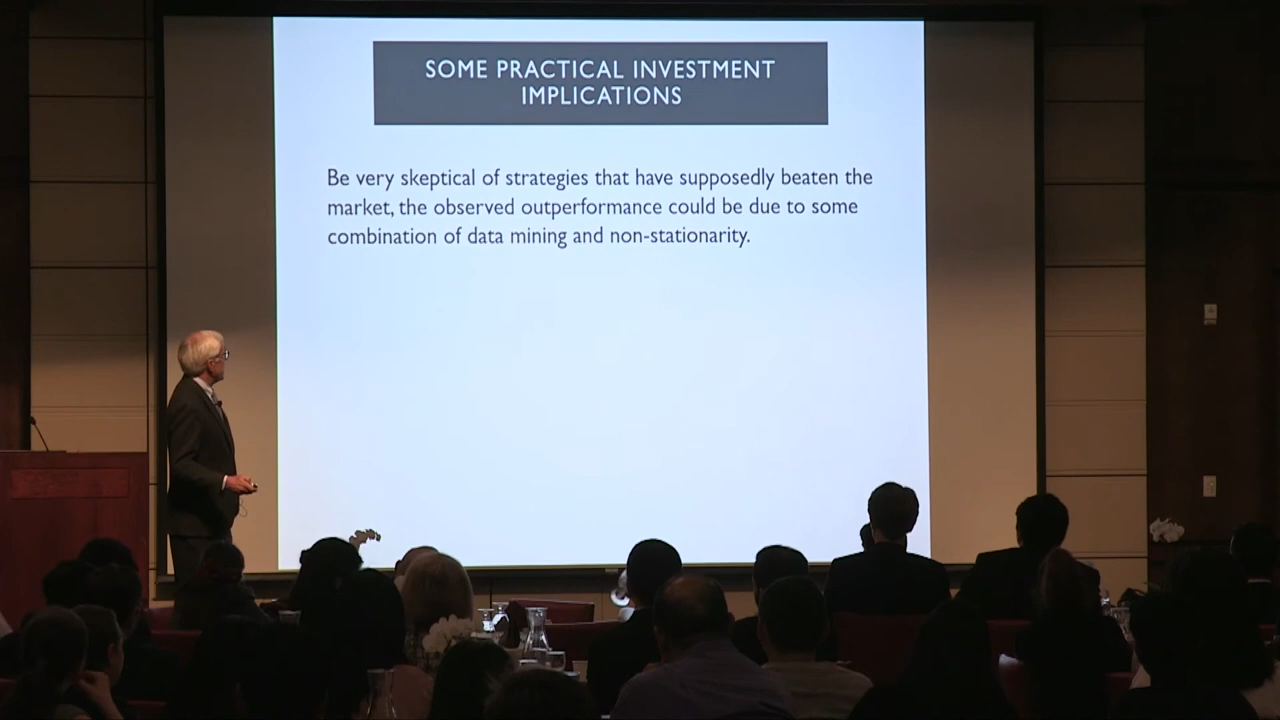 SOME PRACTICAL INVESTMENT
IMPLICATIONS
Be very skeptical of strategies that have supposedly beaten the
market, the observed outperformance could be due to some
combination of data mining and non-stationarity.